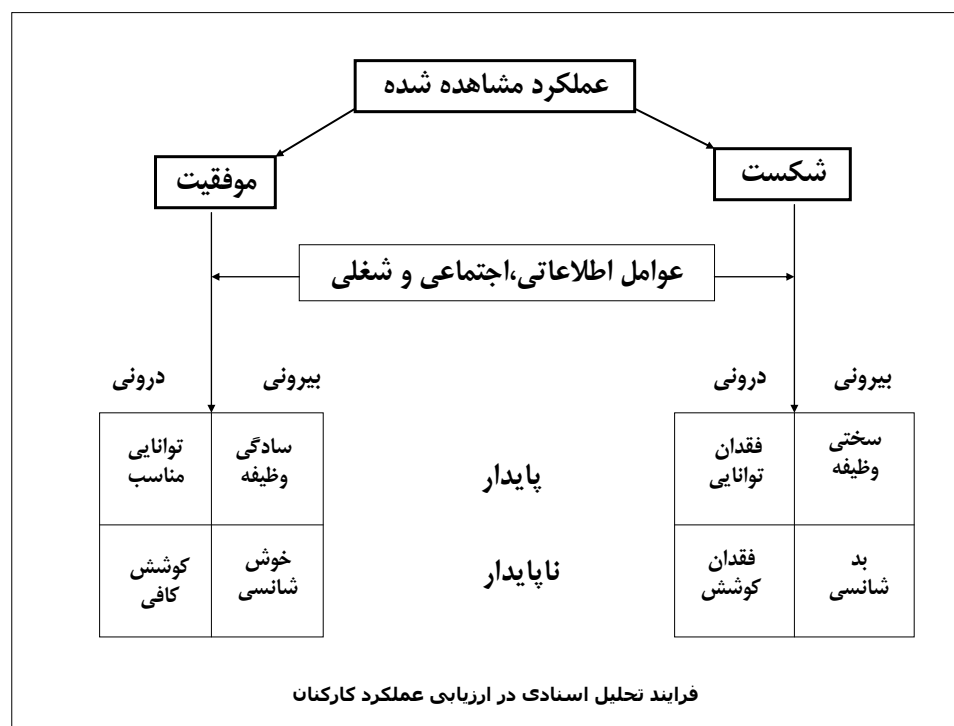 عملکرد مشاهده شده
شکست
موفقیت
عوامل اطلاعاتی،اجتماعی و شغلی
بیرونی
درونی
بیرونی
درونی
سختی
وظیفه
فقدان
توانایی
پایدار
سادگی
وظیفه
توانایی
مناسب
بد
شانسی
فقدان
کوشش
ناپایدار
خوش
شانسی
کوشش
کافی
فرایند تحلیل اسنادی در ارزیابی عملکرد کارکنان